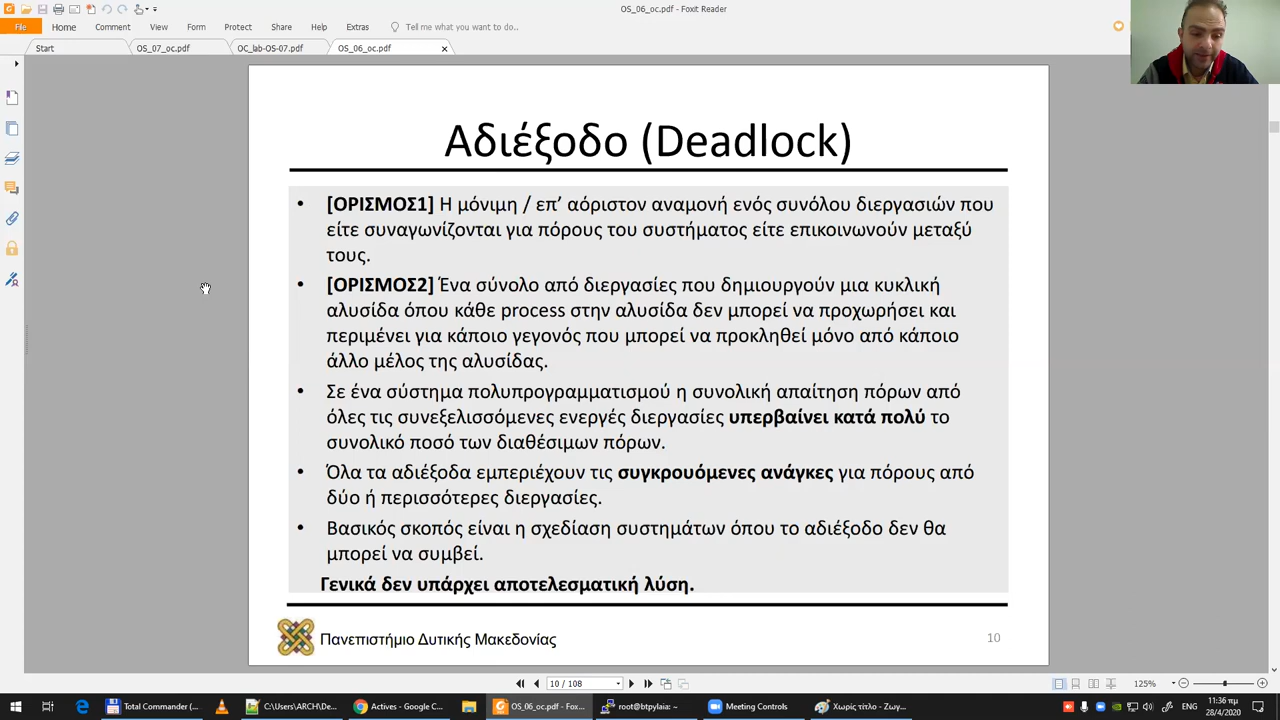 OS_06_oc.pdf - Foxit Reader
File Home Comment View Form Protect Share Help Extras Tell me what you want to do..
Start OS_07_oc.pdf OC_lab-OS-07.pdf OS_06_oc.pdf
Αδιέξοδο (Deadlock)
• [ΟΡΙΣΜΟΣ1] Η μόνιμη / επ’ αόριστον αναμονή ενός συνόλου διεργασιών που
είτε συναγωνίζονται για πόρους του συστήματος είτε επικοινωνούν μεταξύ
τους.
• [ΟΡΙΣΜΟΣ2] Ένα σύνολο από διεργασίες που δημιουργούν μια κυκλική
αλυσίδα όπου κάθε process στην αλυσίδα δεν μπορεί να προχωρήσει και
περιμένει για κάποιο γεγονός που μπορεί να προκληθεί μόνο από κάποιο
άλλο μέλος της αλυσίδας.
• Σε ένα σύστημα πολυπρογραμματισμού η συνολική απαίτηση πόρων από
όλες τις συνεξελισσόμενες ενεργές διεργασίες υπερβαίνει κατά πολύ το
συνολικό ποσό των διαθέσιμων πόρων.
• Όλα τα αδιέξοδα εμπεριέχουν τις συγκρουόμενες ανάγκες για πόρους από
δύο ή περισσότερες διεργασίες.
• Βασικός σκοπός είναι η σχεδίαση συστημάτων όπου το αδιέξοδο δεν θα
μπορεί να συμβεί.
Γενικά δεν υπάρχει αποτελεσματική λύση.
Πανεπιστήμιο Δυτικής Μακεδονίας
10
10 / 108
125%
Total Commander (... C:\Users\ARCH\De... Actives - Google C... OS_06_oc.pdf - Fox... root@btpylaia: ~ Meeting Controls Χωρίς τίτλο - Ζωγ...
11:36 πμ
28/4/2020